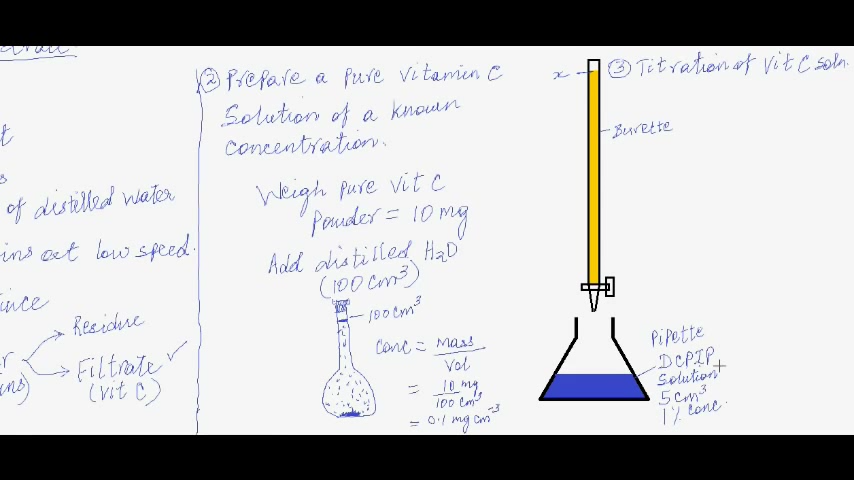 of distilled water
out low speed.
Residue
Filtrate ✓
(vit C)
② Prepare a pure vitamin C
Solution of a known
concentration.
Weigh pure vit C
powder = 10 mg
Add distilled H₂O
(100 cm³)
100 cm³
conc = mass
Vol
= 10 mg
100 cm³
= 0.1 mg cm⁻³
③ Titration of Vit C soln.
x
Burette
Pipette
DCPIP
Solution
5 cm³
1% conc.